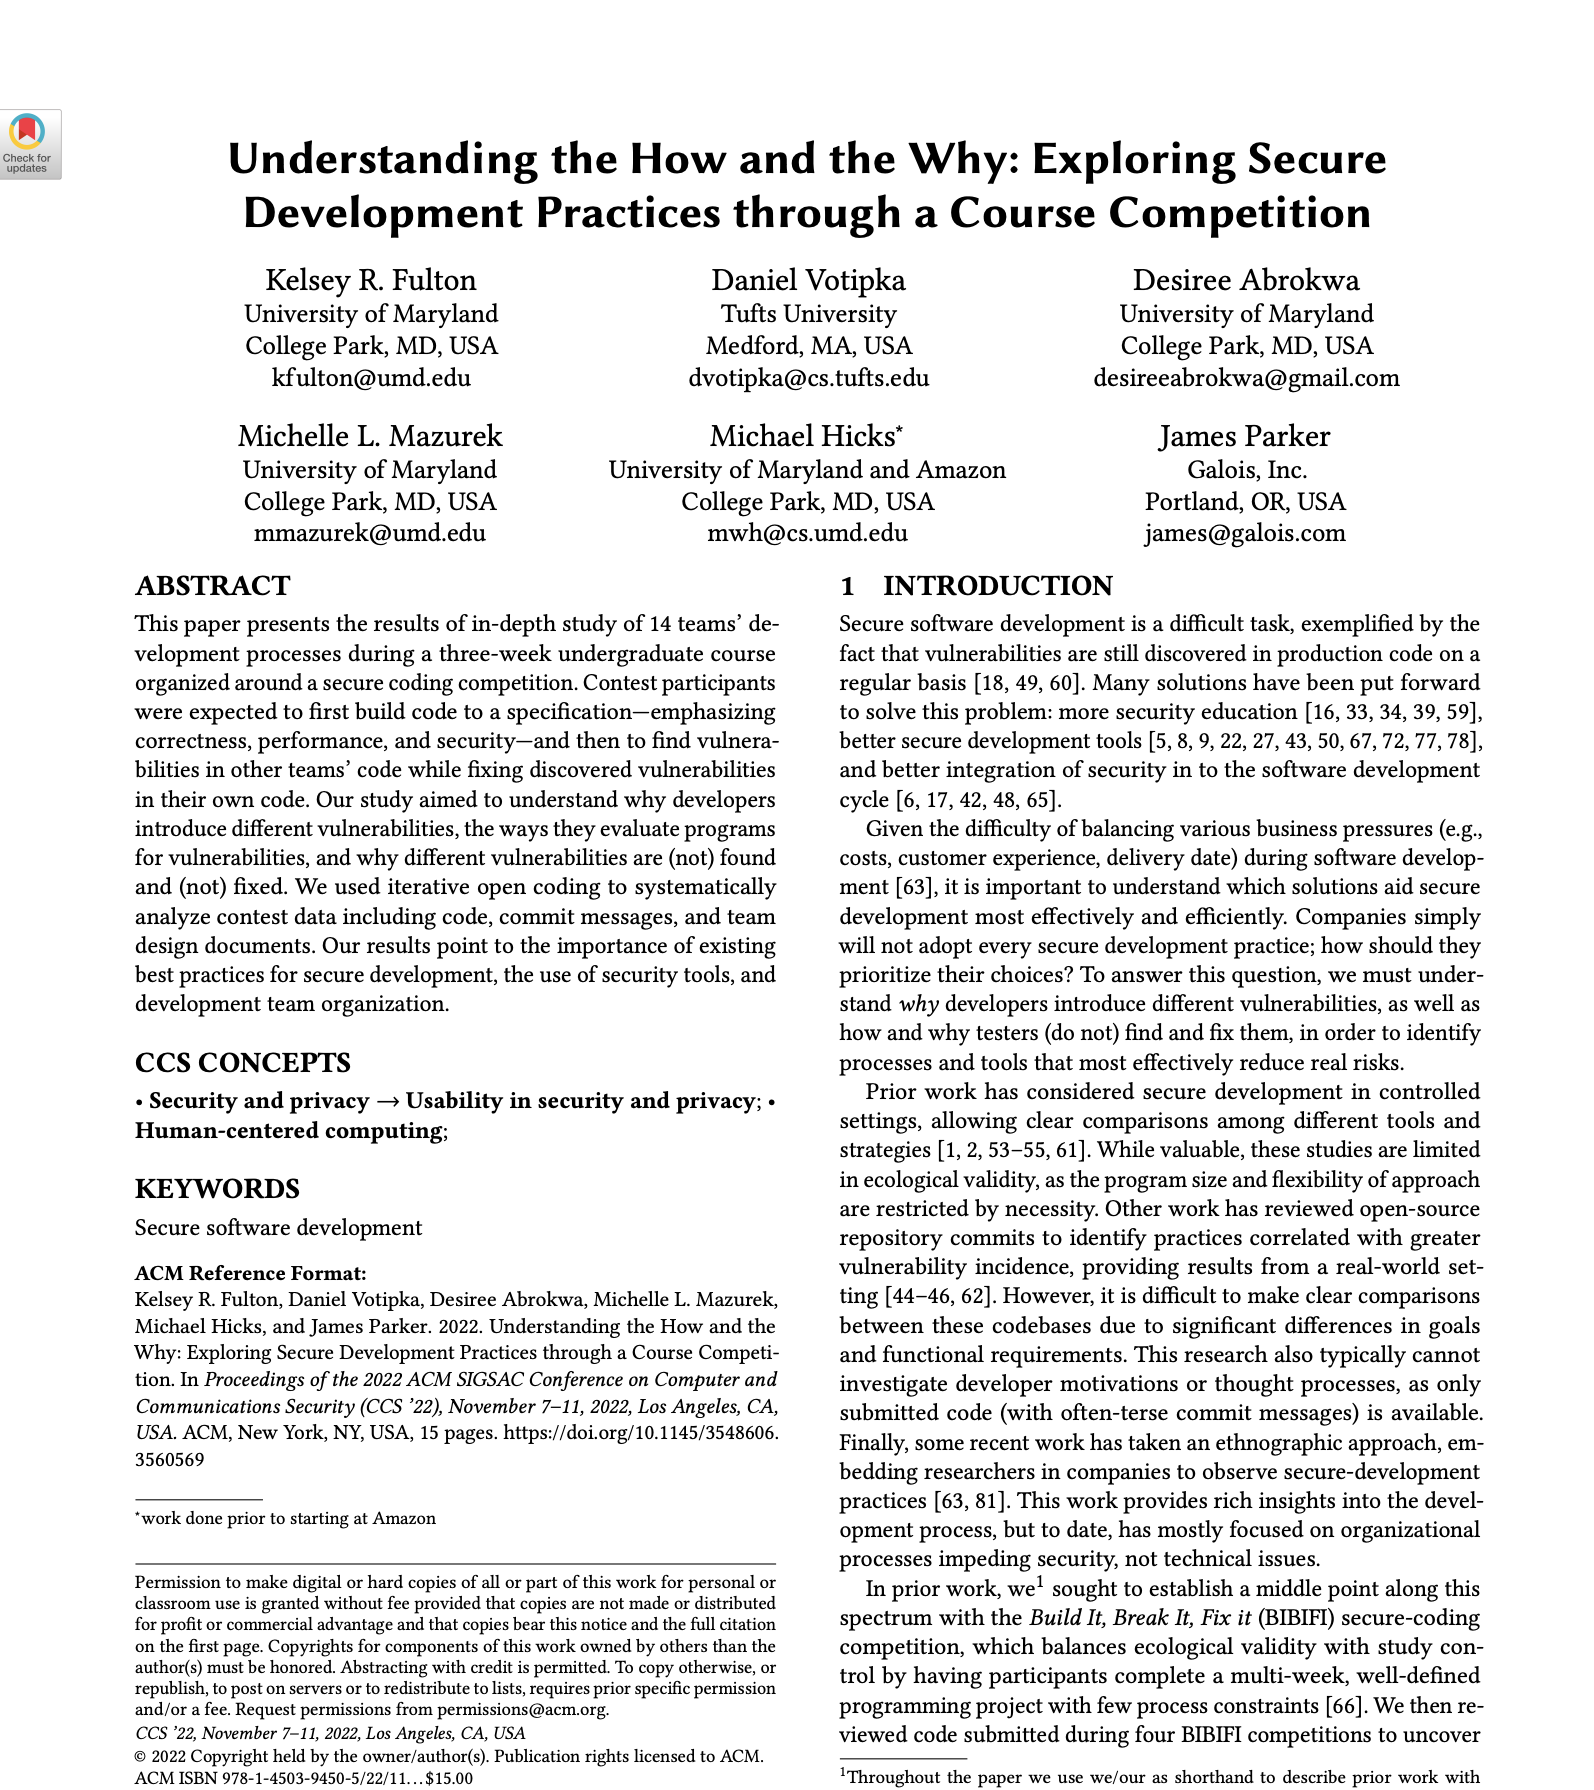 Check for
updates
Understanding the How and the Why: Exploring Secure
Development Practices through a Course Competition
Kelsey R. Fulton
University of Maryland
College Park, MD, USA
kfulton@umd.edu
Daniel Votipka
Tufts University
Medford, MA, USA
dvotipka@cs.tufts.edu
Desiree Abrokwa
University of Maryland
College Park, MD, USA
desireeabrokwa@gmail.com
Michelle L. Mazurek
University of Maryland
College Park, MD, USA
mmazurek@umd.edu
Michael Hicks*
University of Maryland and Amazon
College Park, MD, USA
mwh@cs.umd.edu
James Parker
Galois, Inc.
Portland, OR, USA
james@galois.com
ABSTRACT
This paper presents the results of in-depth study of 14 teams' de-
velopment processes during a three-week undergraduate course
organized around a secure coding competition. Contest participants
were expected to first build code to a specification—emphasizing
correctness, performance, and security—and then to find vulnera-
bilities in other teams' code while fixing discovered vulnerabilities
in their own code. Our study aimed to understand why developers
introduce different vulnerabilities, the ways they evaluate programs
for vulnerabilities, and why different vulnerabilities are (not) found
and (not) fixed. We used iterative open coding to systematically
analyze contest data including code, commit messages, and team
design documents. Our results point to the importance of existing
best practices for secure development, the use of security tools, and
development team organization.
CCS CONCEPTS
• Security and privacy → Usability in security and privacy; •
Human-centered computing;
KEYWORDS
Secure software development
ACM Reference Format:
Kelsey R. Fulton, Daniel Votipka, Desiree Abrokwa, Michelle L. Mazurek,
Michael Hicks, and James Parker. 2022. Understanding the How and the
Why: Exploring Secure Development Practices through a Course Competi-
tion. In Proceedings of the 2022 ACM SIGSAC Conference on Computer and
Communications Security (CCS '22), November 7–11, 2022, Los Angeles, CA,
USA. ACM, New York, NY, USA, 15 pages. https://doi.org/10.1145/3548606.
3560569
*work done prior to starting at Amazon
Permission to make digital or hard copies of all or part of this work for personal or
classroom use is granted without fee provided that copies are not made or distributed
for profit or commercial advantage and that copies bear this notice and the full citation
on the first page. Copyrights for components of this work owned by others than the
author(s) must be honored. Abstracting with credit is permitted. To copy otherwise, or
republish, to post on servers or to redistribute to lists, requires prior specific permission
and/or a fee. Request permissions from permissions@acm.org.
CCS '22, November 7–11, 2022, Los Angeles, CA, USA
© 2022 Copyright held by the owner/author(s). Publication rights licensed to ACM.
ACM ISBN 978-1-4503-9450-5/22/11...$15.00
1 INTRODUCTION
Secure software development is a difficult task, exemplified by the
fact that vulnerabilities are still discovered in production code on a
regular basis [18, 49, 60]. Many solutions have been put forward
to solve this problem: more security education [16, 33, 34, 39, 59],
better secure development tools [5, 8, 9, 22, 27, 43, 50, 67, 72, 77, 78],
and better integration of security in to the software development
cycle [6, 17, 42, 48, 65].
Given the difficulty of balancing various business pressures (e.g.,
costs, customer experience, delivery date) during software develop-
ment [63], it is important to understand which solutions aid secure
development most effectively and efficiently. Companies simply
will not adopt every secure development practice; how should they
prioritize their choices? To answer this question, we must under-
stand why developers introduce different vulnerabilities, as well as
how and why testers (do not) find and fix them, in order to identify
processes and tools that most effectively reduce real risks.
Prior work has considered secure development in controlled
settings, allowing clear comparisons among different tools and
strategies [1, 2, 53–55, 61]. While valuable, these studies are limited
in ecological validity, as the program size and flexibility of approach
are restricted by necessity. Other work has reviewed open-source
repository commits to identify practices correlated with greater
vulnerability incidence, providing results from a real-world set-
ting [44–46, 62]. However, it is difficult to make clear comparisons
between these codebases due to significant differences in goals
and functional requirements. This research also typically cannot
investigate developer motivations or thought processes, as only
submitted code (with often-terse commit messages) is available.
Finally, some recent work has taken an ethnographic approach, em-
bedding researchers in companies to observe secure-development
practices [63, 81]. This work provides rich insights into the devel-
opment process, but to date, has mostly focused on organizational
processes impeding security, not technical issues.
In prior work, we¹ sought to establish a middle point along this
spectrum with the Build It, Break It, Fix it (BIBIFI) secure-coding
competition, which balances ecological validity with study con-
trol by having participants complete a multi-week, well-defined
programming project with few process constraints [66]. We then re-
viewed code submitted during four BIBIFI competitions to uncover
¹Throughout the paper we use we/our as shorthand to describe prior work with